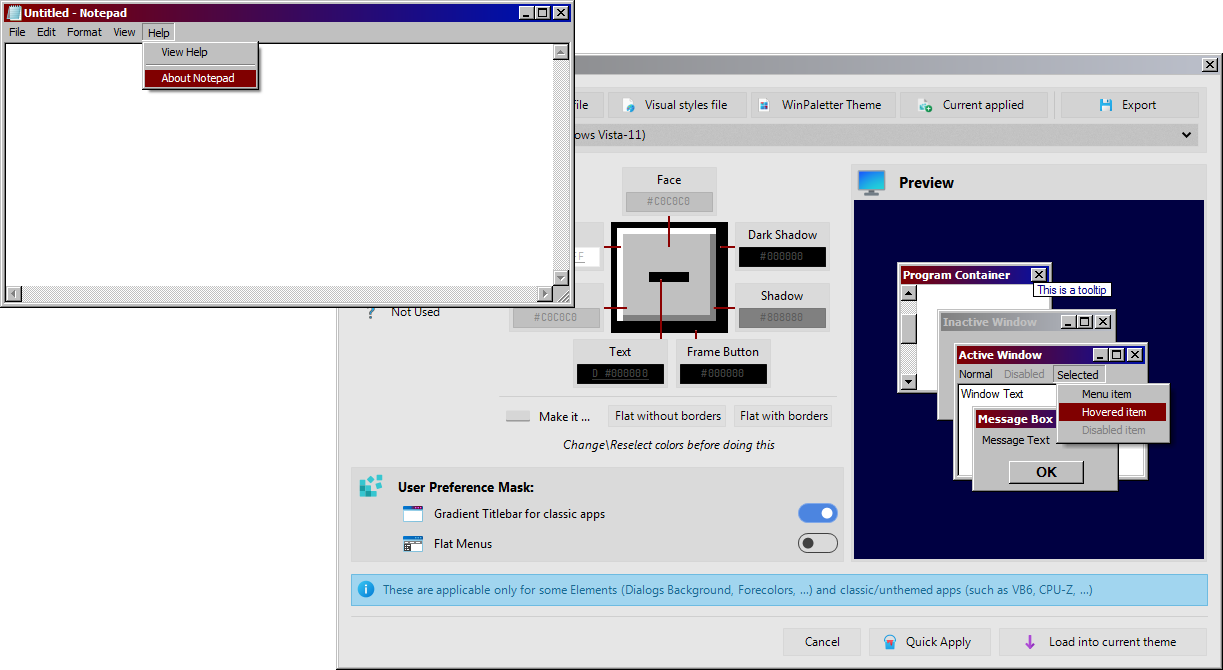 Untitled - Notepad
File Edit Format View Help
View Help
About Notepad
file
Visual styles file
WinPaletter Theme
Current applied
Export
ows Vista-11)
Face
#C0C0C0
Dark Shadow
#000000
Shadow
#808080
FF
Not Used
#C0C0C0
Text
D #000000
Frame Button
#000000
Make it ...
Flat without borders
Flat with borders
Change\Reselect colors before doing this
User Preference Mask:
Gradient Titlebar for classic apps
Flat Menus
Preview
Program Container
This is a tooltip
Inactive Window
Active Window
Normal Disabled Selected
Window Text
Menu item
Hovered item
Disabled item
Message Box
Message Text
OK
These are applicable only for some Elements (Dialogs Background, Forecolors, ...) and classic/unthemed apps (such as VB6, CPU-Z, ...)
Cancel
Quick Apply
Load into current theme